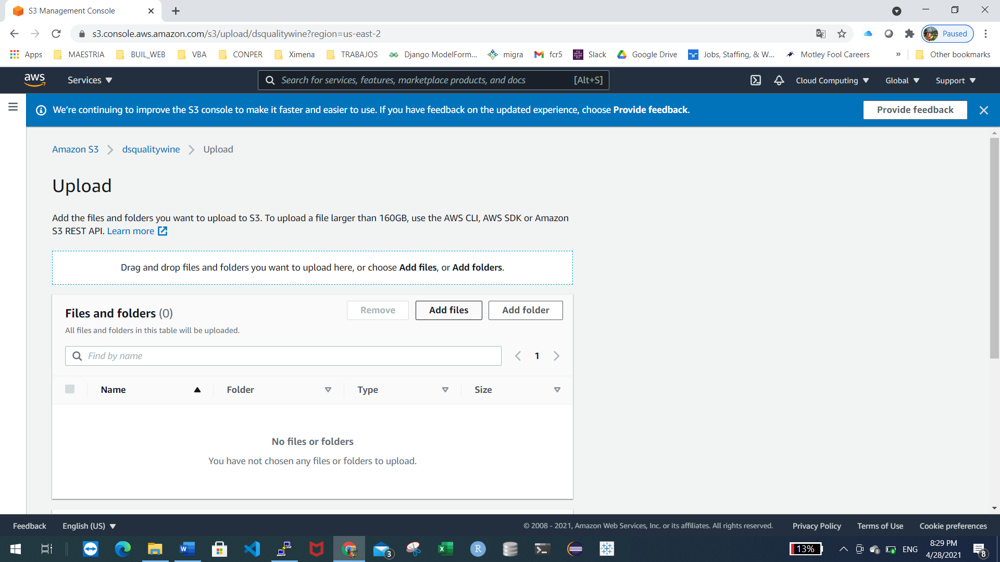 S3 Management Console
s3.console.aws.amazon.com/s3/upload/dsqualitywine?region=us-east-2
Paused
Apps MAESTRIA BUIL_WEB VBA CONPER Ximena TRABAJOS Django ModelForm... migra fcr5 Slack Google Drive Jobs, Staffing, & W... Motley Fool Careers » Other bookmarks
aws Services Search for services, features, marketplace products, and docs [Alt+S] Cloud Computing Global Support
We're continuing to improve the S3 console to make it faster and easier to use. If you have feedback on the updated experience, choose Provide feedback. Provide feedback
Amazon S3 dsqualitywine Upload
Upload
Add the files and folders you want to upload to S3. To upload a file larger than 160GB, use the AWS CLI, AWS SDK or Amazon
S3 REST API. Learn more
Drag and drop files and folders you want to upload here, or choose Add files, or Add folders.
Files and folders (0) Remove Add files Add folder
All files and folders in this table will be uploaded.
Find by name 1
Name Folder Type Size
No files or folders
You have not chosen any files or folders to upload.
Feedback English (US) © 2008 - 2021, Amazon Web Services, Inc. or its affiliates. All rights reserved. Privacy Policy Terms of Use Cookie preferences
3 13% ENG 8:29 PM
4/28/2021 8